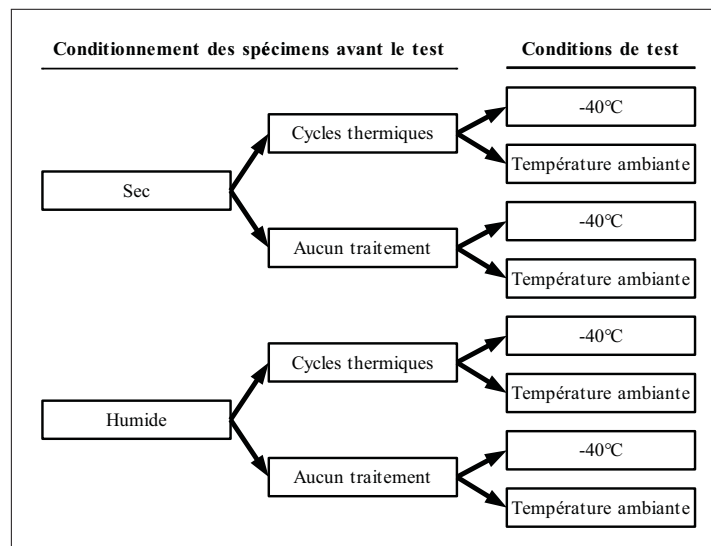 Conditionnement des spécimens avant le test
Conditions de test
Sec
Cycles thermiques
-40°C
Température ambiante
Aucun traitement
-40°C
Température ambiante
Humide
Cycles thermiques
-40°C
Température ambiante
Aucun traitement
-40°C
Température ambiante